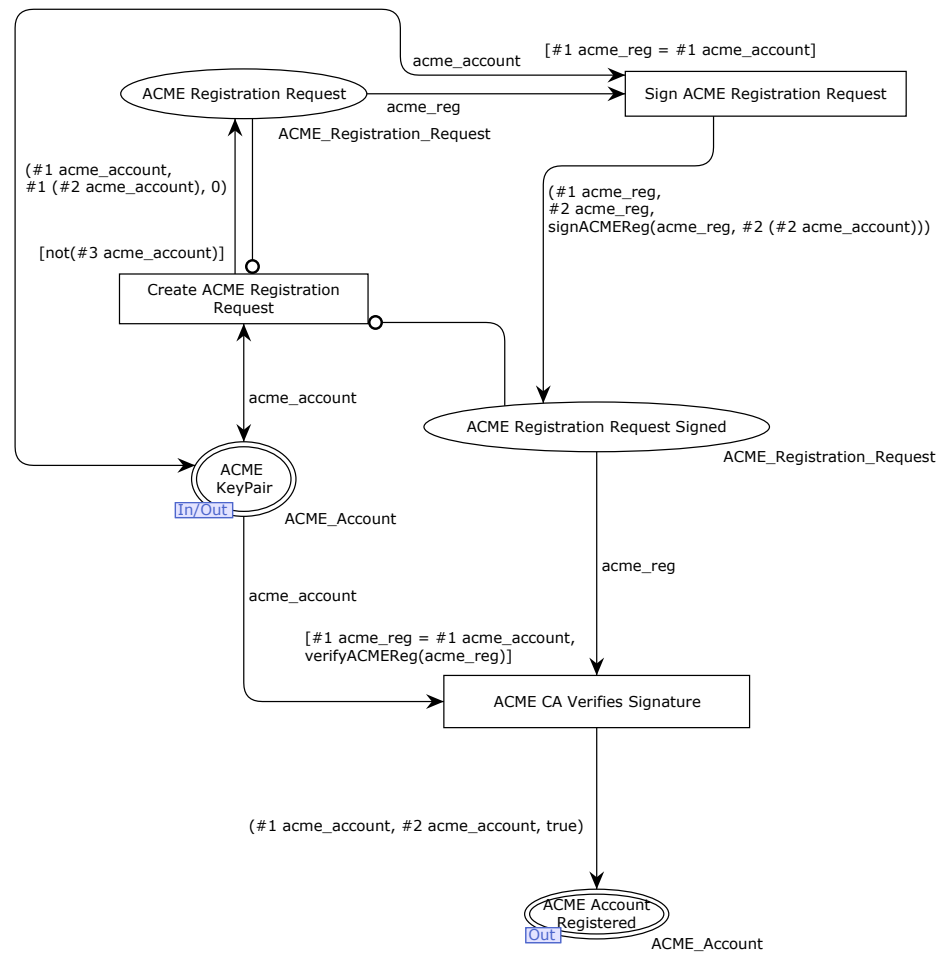 [#1 acme_reg = #1 acme_account]
acme_account
ACME Registration Request
Sign ACME Registration Request
acme_reg
ACME_Registration_Request
(#1 acme_account,
#1 (#2 acme_account), 0)
(#1 acme_reg,
#2 acme_reg,
signACMEReg(acme_reg, #2 (#2 acme_account)))
[not(#3 acme_account)]
Create ACME Registration
Request
acme_account
ACME Registration Request Signed
ACME_Registration_Request
ACME
KeyPair
In/Out
ACME_Account
acme_reg
acme_account
[#1 acme_reg = #1 acme_account,
verifyACMEReg(acme_reg)]
ACME CA Verifies Signature
(#1 acme_account, #2 acme_account, true)
ACME Account
Registered
Out
ACME_Account